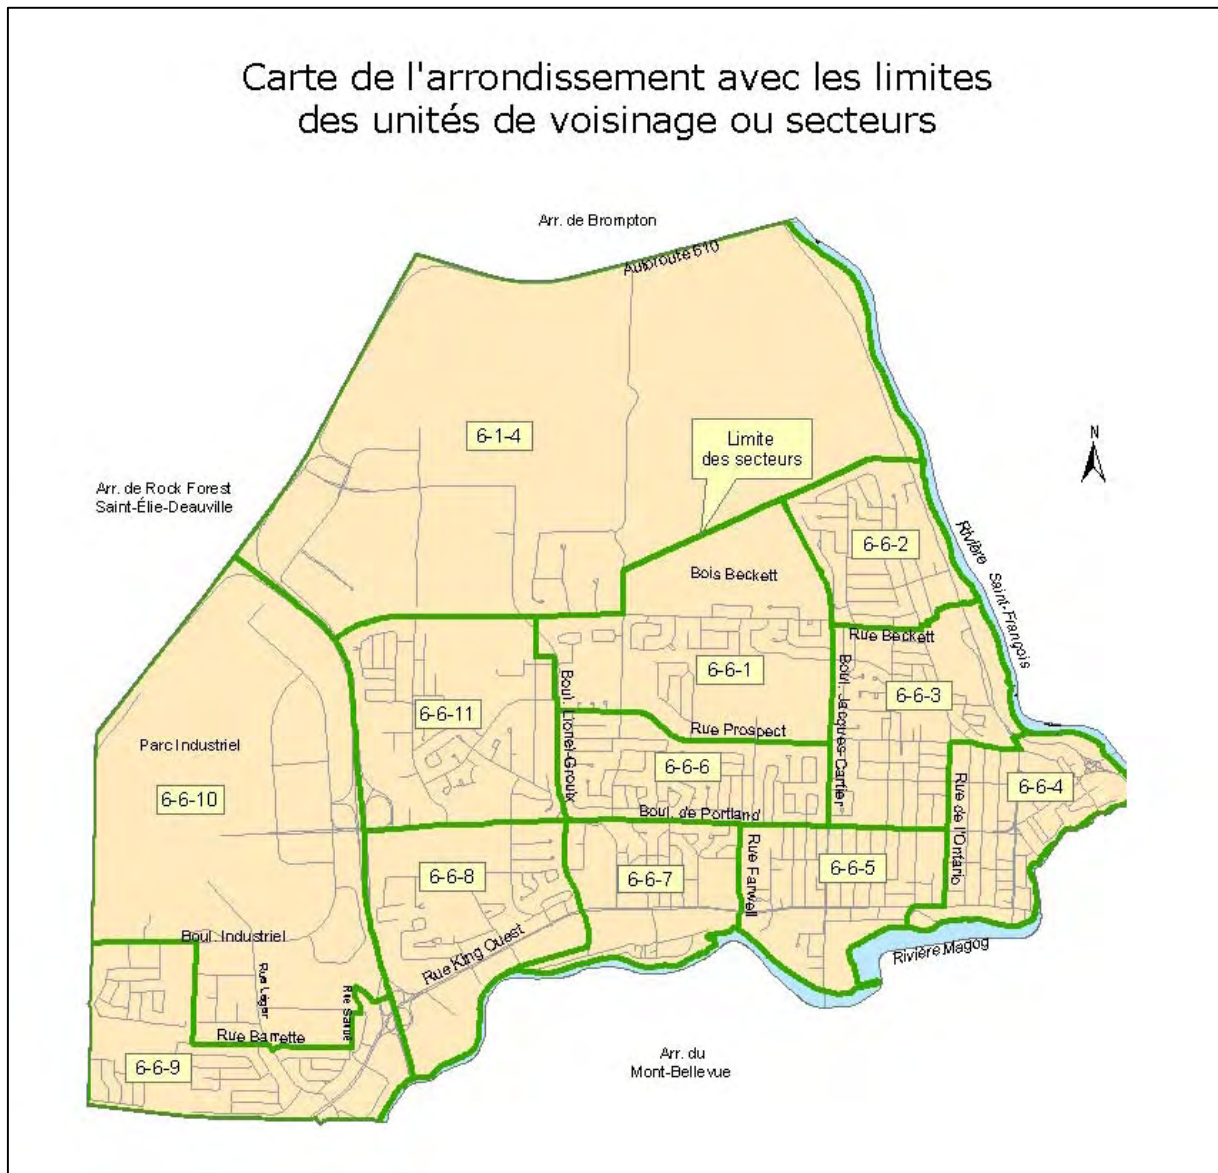 Carte de l'arrondissement avec les limites
des unités de voisinage ou secteurs
Arr. de Brompton
Autoroute 610
6-1-4
Limite
des secteurs
N
Arr. de Rock Forest
Saint-Élie-Deauville
6-6-2
Rivière Saint-François
Bois Beckett
Rue Beckett
6-6-1
6-6-3
Boul. Jacques-Cartier
Boul. Lionel-Groulx
6-6-11
Rue Prospect
Parc Industriel
6-6-6
6-6-4
6-6-10
Boul. de Portland
Rue de l'Ontario
6-6-8
6-6-7
Rue Farwell
6-6-5
Boul. Industriel
Rue King Ouest
Rivière Magog
Rue Léger
Rue Barrette
6-6-9
Arr. du
Mont-Bellevue